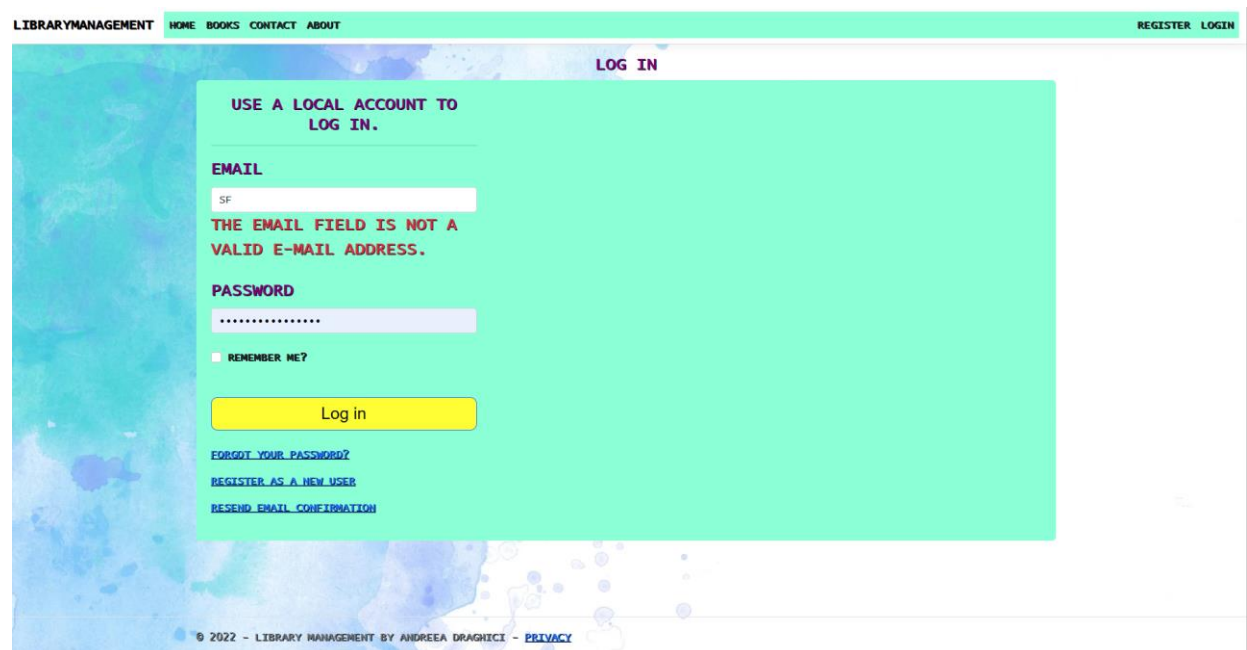 LIBRARYMANAGEMENT HOME BOOKS CONTACT ABOUT REGISTER LOGIN
LOG IN
USE A LOCAL ACCOUNT TO
LOG IN.
EMAIL
SF
THE EMAIL FIELD IS NOT A
VALID E-MAIL ADDRESS.
PASSWORD
••••••••••••••••
REMEMBER ME?
Log in
FORGOT YOUR PASSWORD?
REGISTER AS A NEW USER
RESEND EMAIL CONFIRMATION
© 2022 - LIBRARY MANAGEMENT BY ANDREEA DRAGHICI - PRIVACY